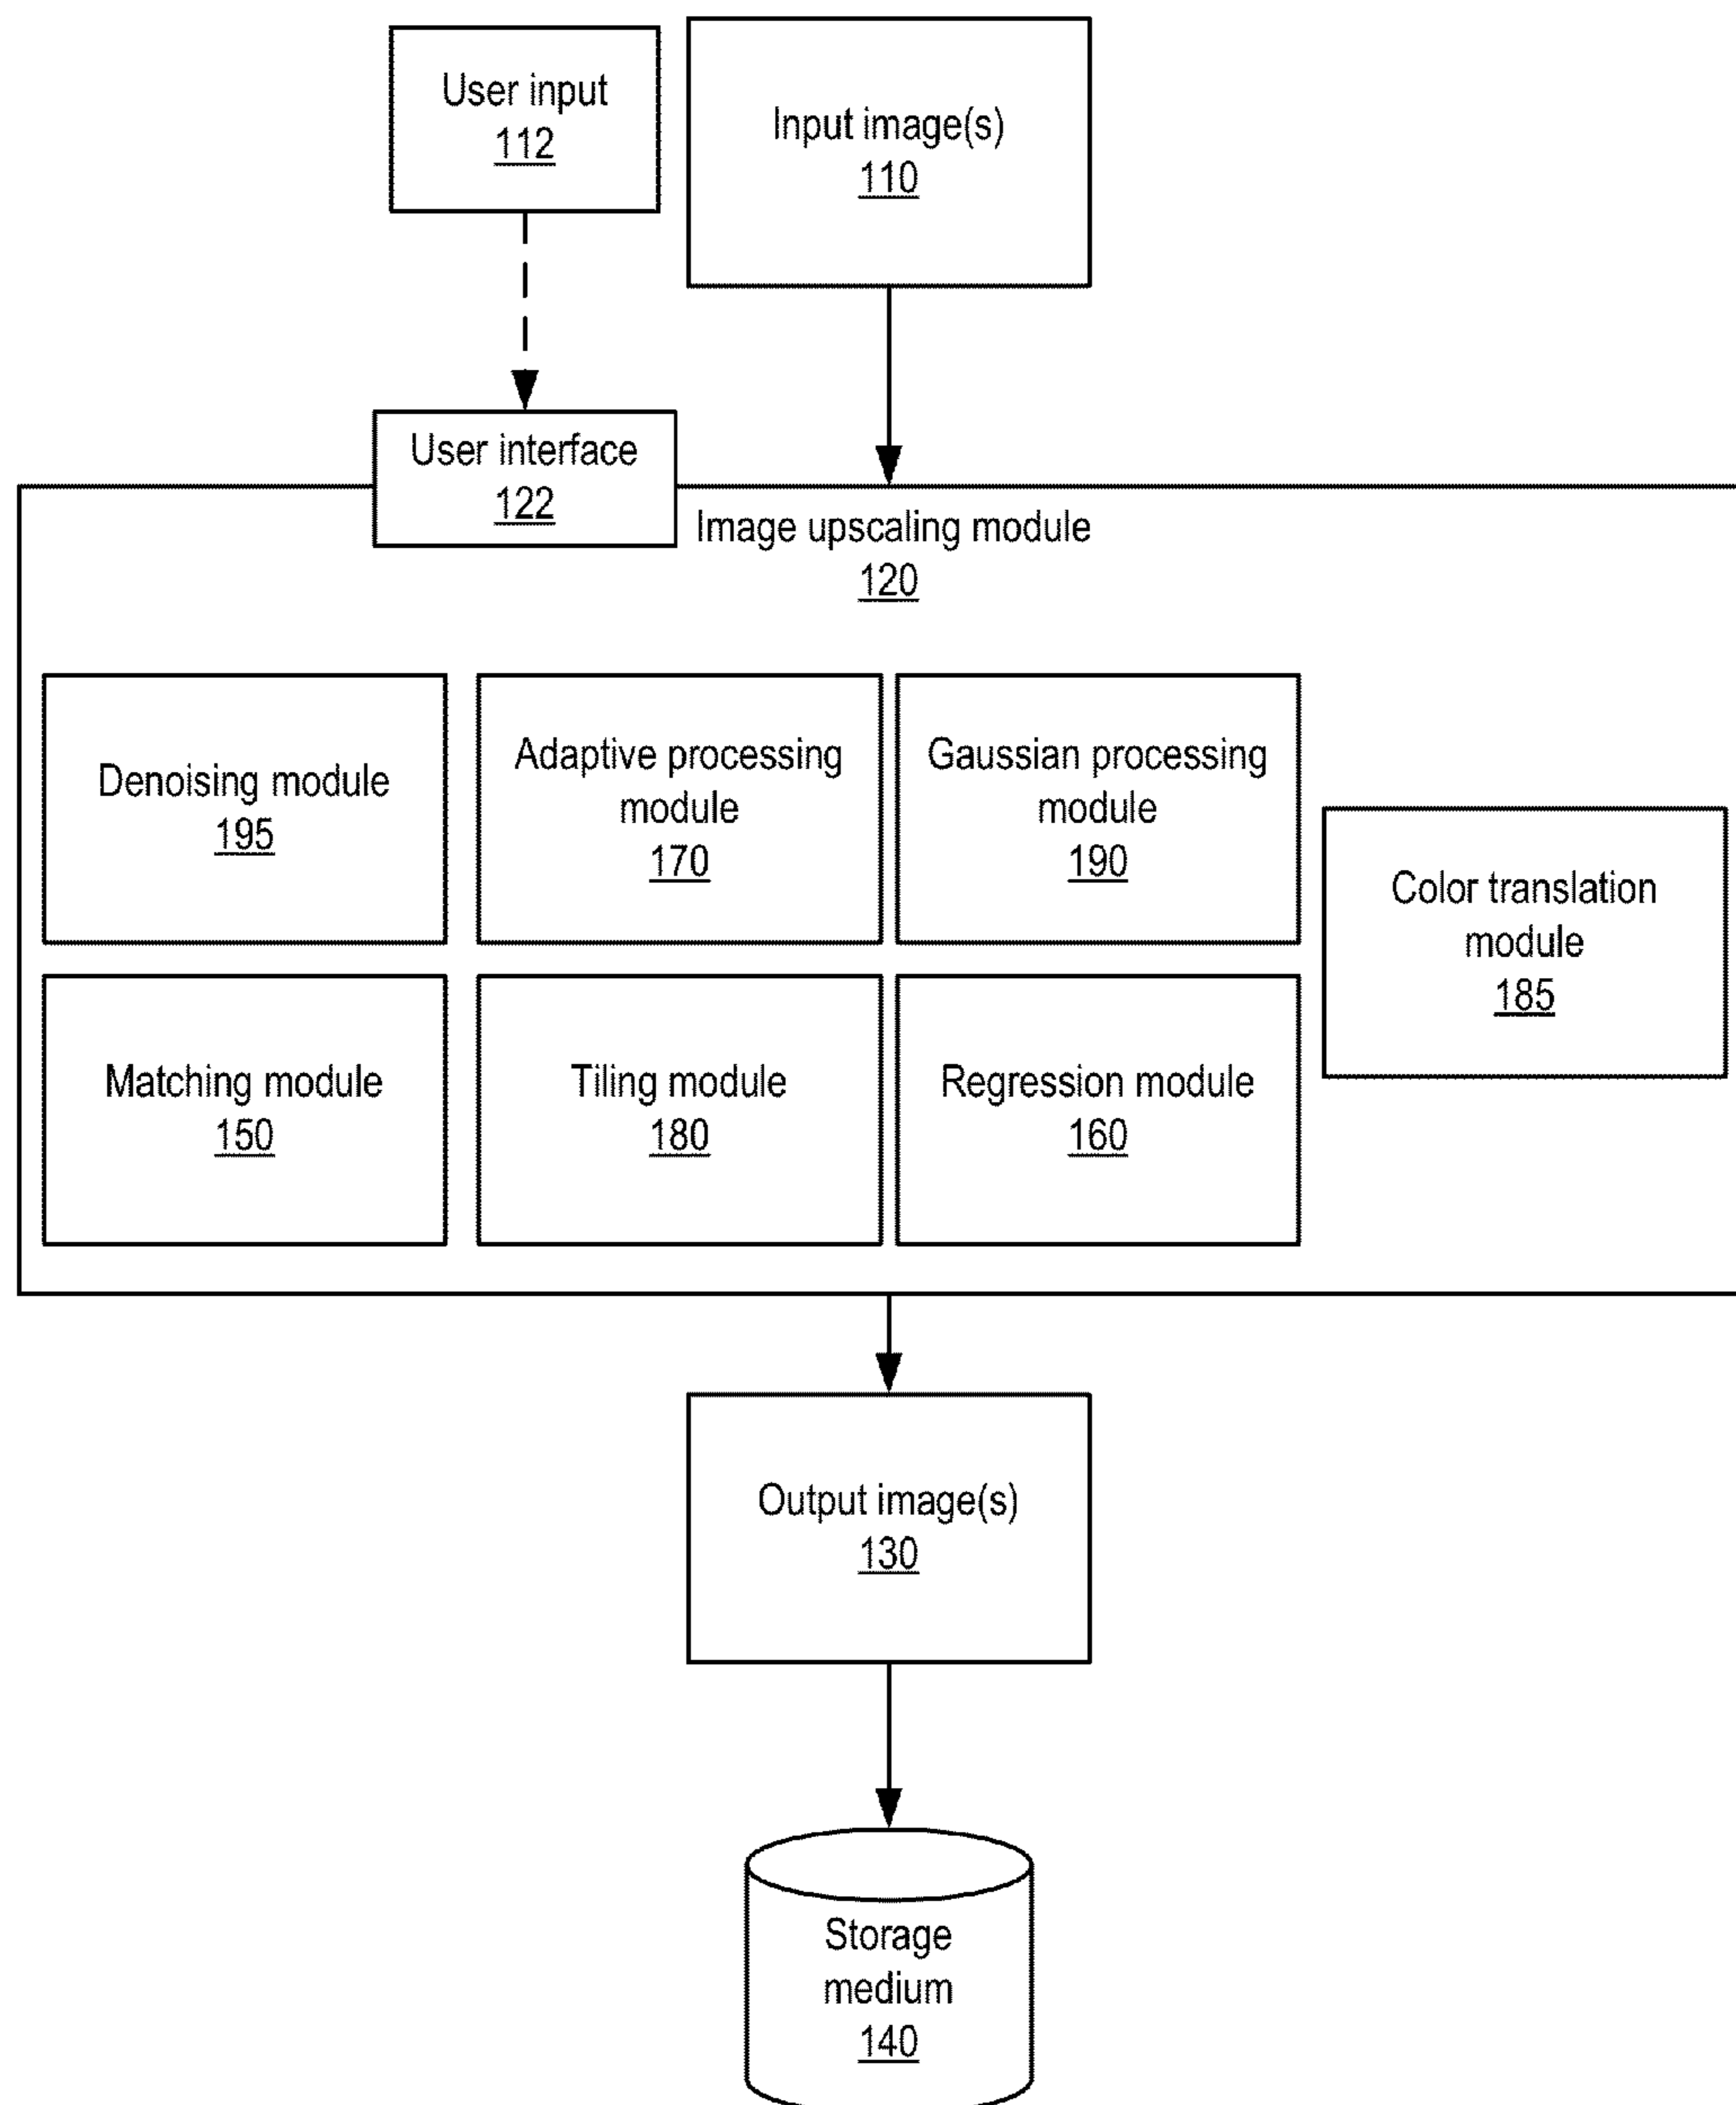 User input
112
Input image(s)
110
User interface
122
Image upscaling module
120
Denoising module
195
Adaptive processing
module
170
Gaussian processing
module
190
Color translation
module
185
Matching module
150
Tiling module
180
Regression module
160
Output image(s)
130
Storage
medium
140